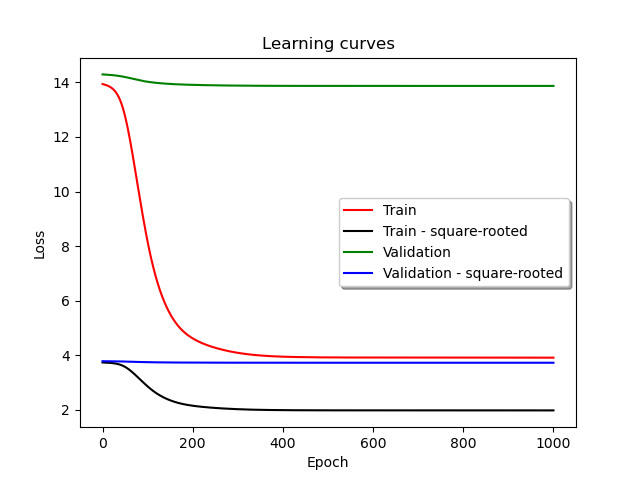 Learning curves
14
12
10
8
6
4
2
Loss
Train
Train - square-rooted
Validation
Validation - square-rooted
0 200 400 600 800 1000
Epoch